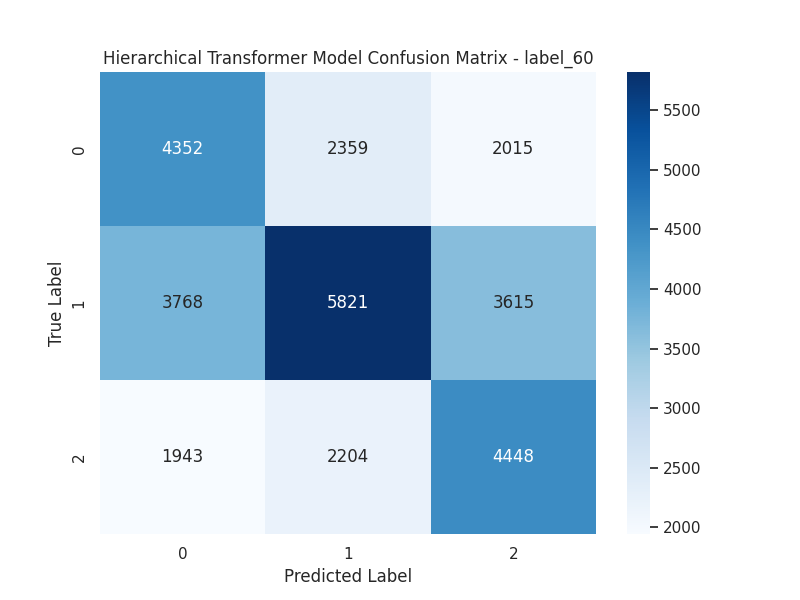 Hierarchical Transformer Model Confusion Matrix - label_60
0
4352 2359 2015
1
3768 5821 3615
2
1943 2204 4448
0 1 2
Predicted Label
True Label
5500
5000
4500
4000
3500
3000
2500
2000